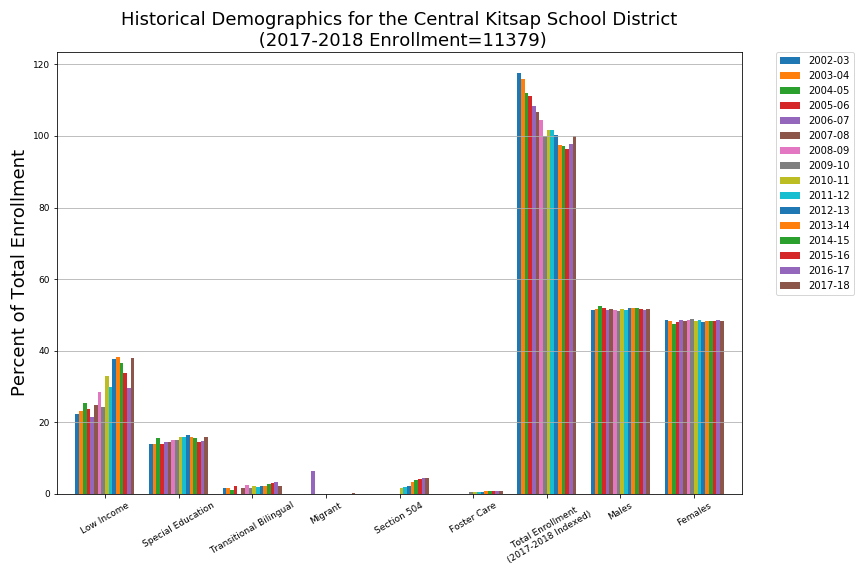 Historical Demographics for the Central Kitsap School District
(2017-2018 Enrollment=11379)
Percent of Total Enrollment
120
100
80
60
40
20
0
Low Income
Special Education
Transitional Bilingual
Migrant
Section 504
Foster Care
Total Enrollment
(2017-2018 Indexed)
Males
Females
2002-03
2003-04
2004-05
2005-06
2006-07
2007-08
2008-09
2009-10
2010-11
2011-12
2012-13
2013-14
2014-15
2015-16
2016-17
2017-18